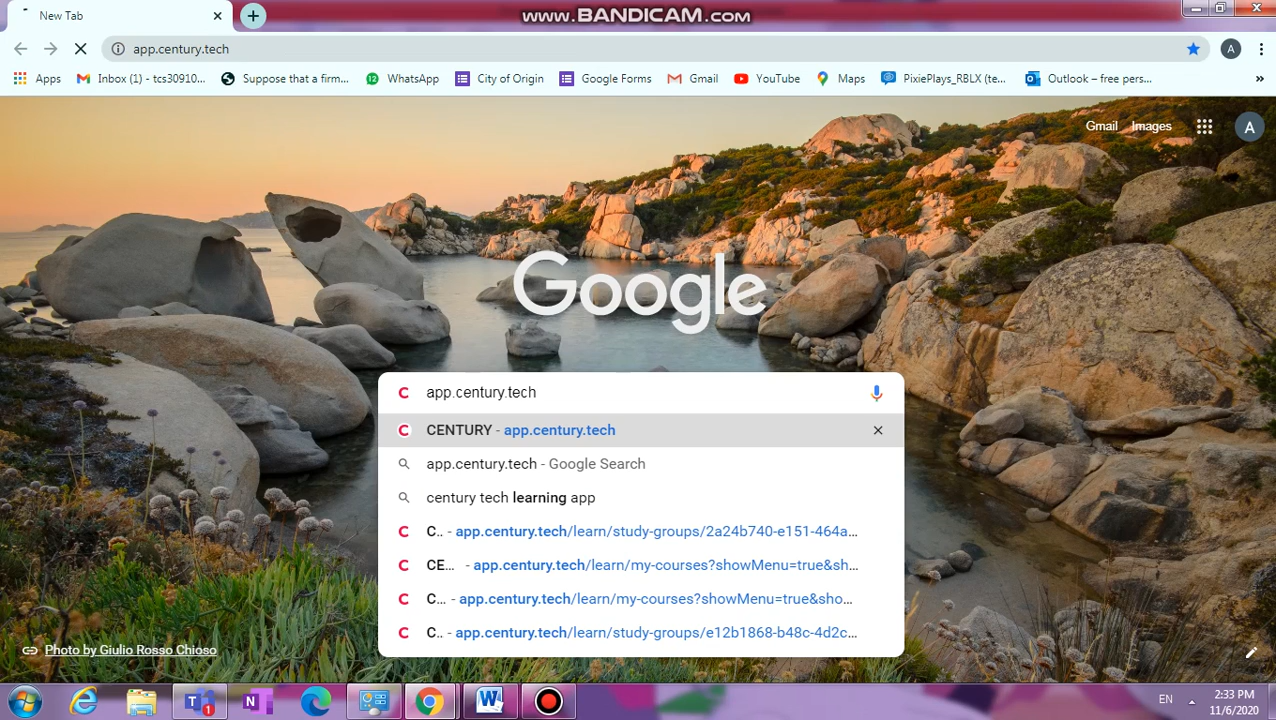 New Tab
www.BANDICAM.com
app.century.tech
Apps
Inbox (1) - tcs30910...
Suppose that a firm...
WhatsApp
City of Origin
Google Forms
Gmail
YouTube
Maps
PixiePlays_RBLX (te...
Outlook – free pers...
»
A
Gmail Images
A
Google
app.century.tech
CENTURY - app.century.tech
app.century.tech - Google Search
century tech learning app
C.. - app.century.tech/learn/study-groups/2a24b740-e151-464a...
CE... - app.century.tech/learn/my-courses?showMenu=true&sh...
C... - app.century.tech/learn/my-courses?showMenu=true&sho...
C.. - app.century.tech/learn/study-groups/e12b1868-b48c-4d2c...
Photo by Giulio Rosso Chioso
EN
2:33 PM
11/6/2020